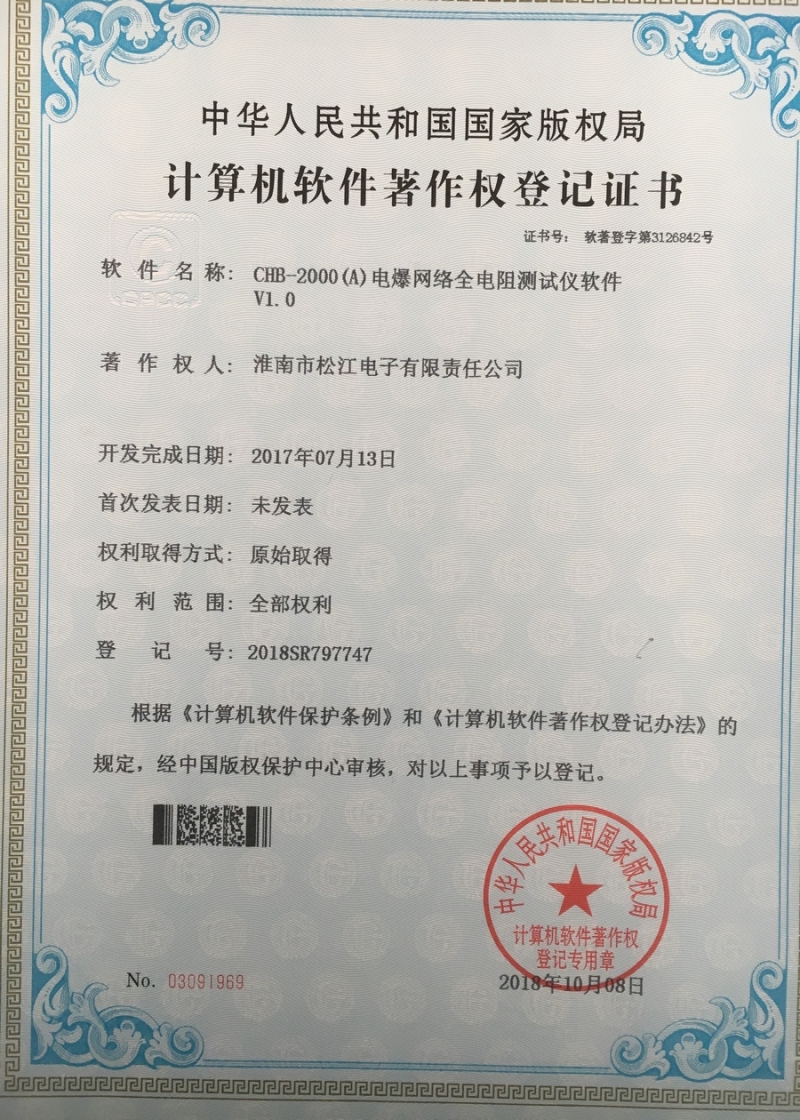 中华人民共和国国家版权局
计算机软件著作权登记证书
证书号： 软著登字第3126842号
软件名称： CHB-2000(A)电爆网络全电阻测试仪软件
V1.0
著作权人： 淮南市松江电子有限责任公司
开发完成日期： 2017年07月13日
首次发表日期： 未发表
权利取得方式： 原始取得
权利范围： 全部权利
登记号： 2018SR797747
根据《计算机软件保护条例》和《计算机软件著作权登记办法》的
规定，经中国版权保护中心审核，对以上事项予以登记。
中华人民共和国国家版权局
计算机软件著作权
登记专用章
No. 03091969
2018年10月08日